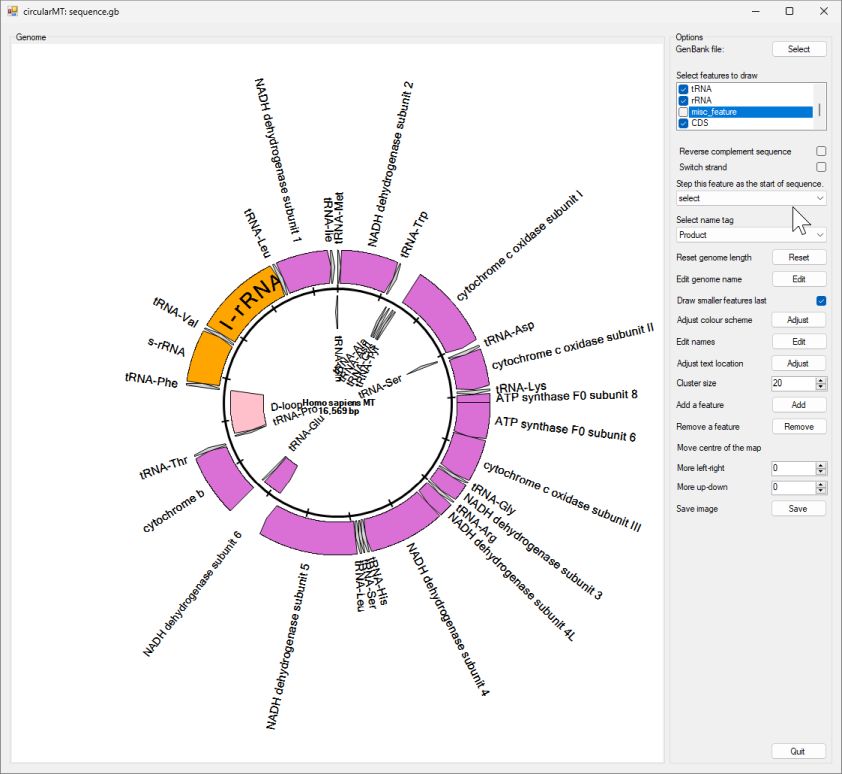 circularMT: sequence.gb
Genome
NADH dehydrogenase subunit 1
tRNA-Ile
tRNA-Met
NADH dehydrogenase subunit 2
tRNA-Trp
cytochrome c oxidase subunit I
tRNA-Asp
cytochrome c oxidase subunit II
tRNA-Lys
ATP synthase F0 subunit 8
ATP synthase F0 subunit 6
cytochrome c oxidase subunit III
tRNA-Gly
NADH dehydrogenase subunit 3
tRNA-Arg
NADH dehydrogenase subunit 4L
NADH dehydrogenase subunit 4
tRNA-His
tRNA-Ser
tRNA-Leu
NADH dehydrogenase subunit 5
NADH dehydrogenase subunit 6
cytochrome b
tRNA-Thr
tRNA-Phe
s-rRNA
tRNA-Val
l-rRNA
tRNA-Leu
tRNA-Ser
D-loop
Homo sapiens MT
16,569 bp
tRNA-Pro
tRNA-Glu
Options
GenBank file:
Select
Select features to draw
tRNA
rRNA
misc_feature
CDS
Reverse complement sequence
Switch strand
Step this feature as the start of sequence.
select
Select name tag
Product
Reset genome length
Reset
Edit genome name
Edit
Draw smaller features last
Adjust colour scheme
Adjust
Edit names
Edit
Adjust text location
Adjust
Cluster size
20
Add a feature
Add
Remove a feature
Remove
Move centre of the map
More left-right
0
More up-down
0
Save image
Save
Quit